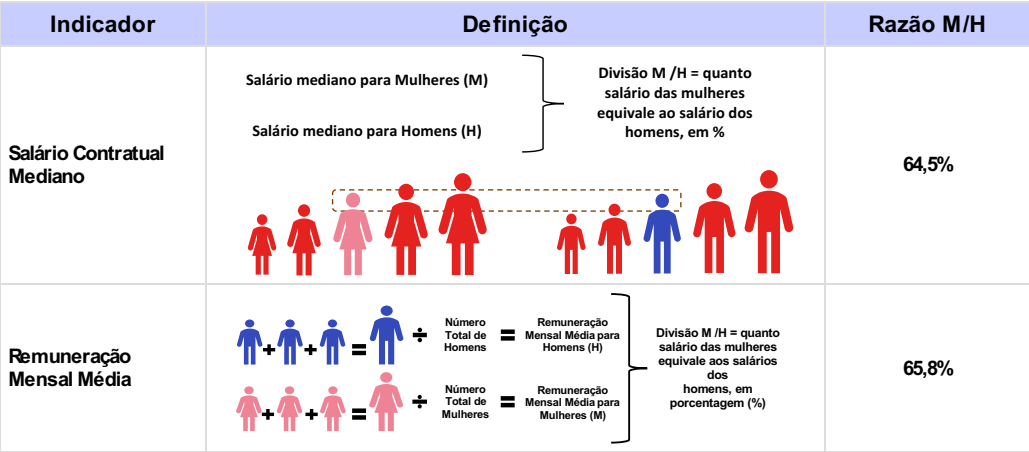 Indicador
Definição
Razão M/H
Salário Contratual
Mediano
Salário mediano para Mulheres (M)
Salário mediano para Homens (H)
Divisão M /H = quanto
salário das mulheres
equivale ao salário dos
homens, em %
64,5%
Remuneração
Mensal Média
+ + = ÷
Número
Total de
Homens
=
Remuneração
Mensal Média para
Homens (H)
+ + = ÷
Número
Total de
Mulheres
=
Remuneração
Mensal Média para
Mulheres (M)
Divisão M /H = quanto
salário das mulheres
equivale aos salários
dos
homens, em
porcentagem (%)
65,8%